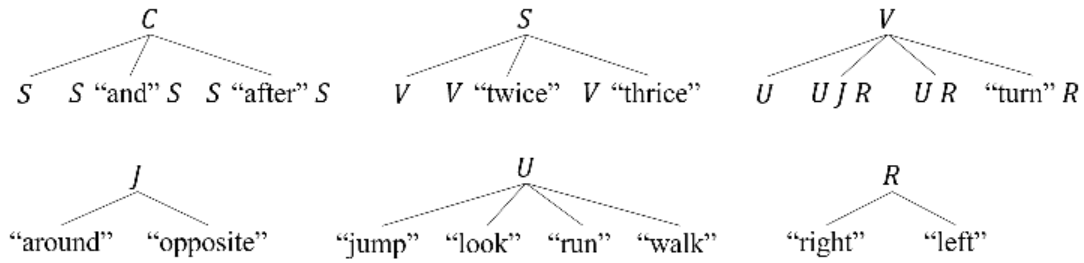 C S V
S S “and” S S “after” S V V “twice” V “thrice” U U J R U R “turn” R
J U R
“around” “opposite” “jump” “look” “run” “walk” “right” “left”